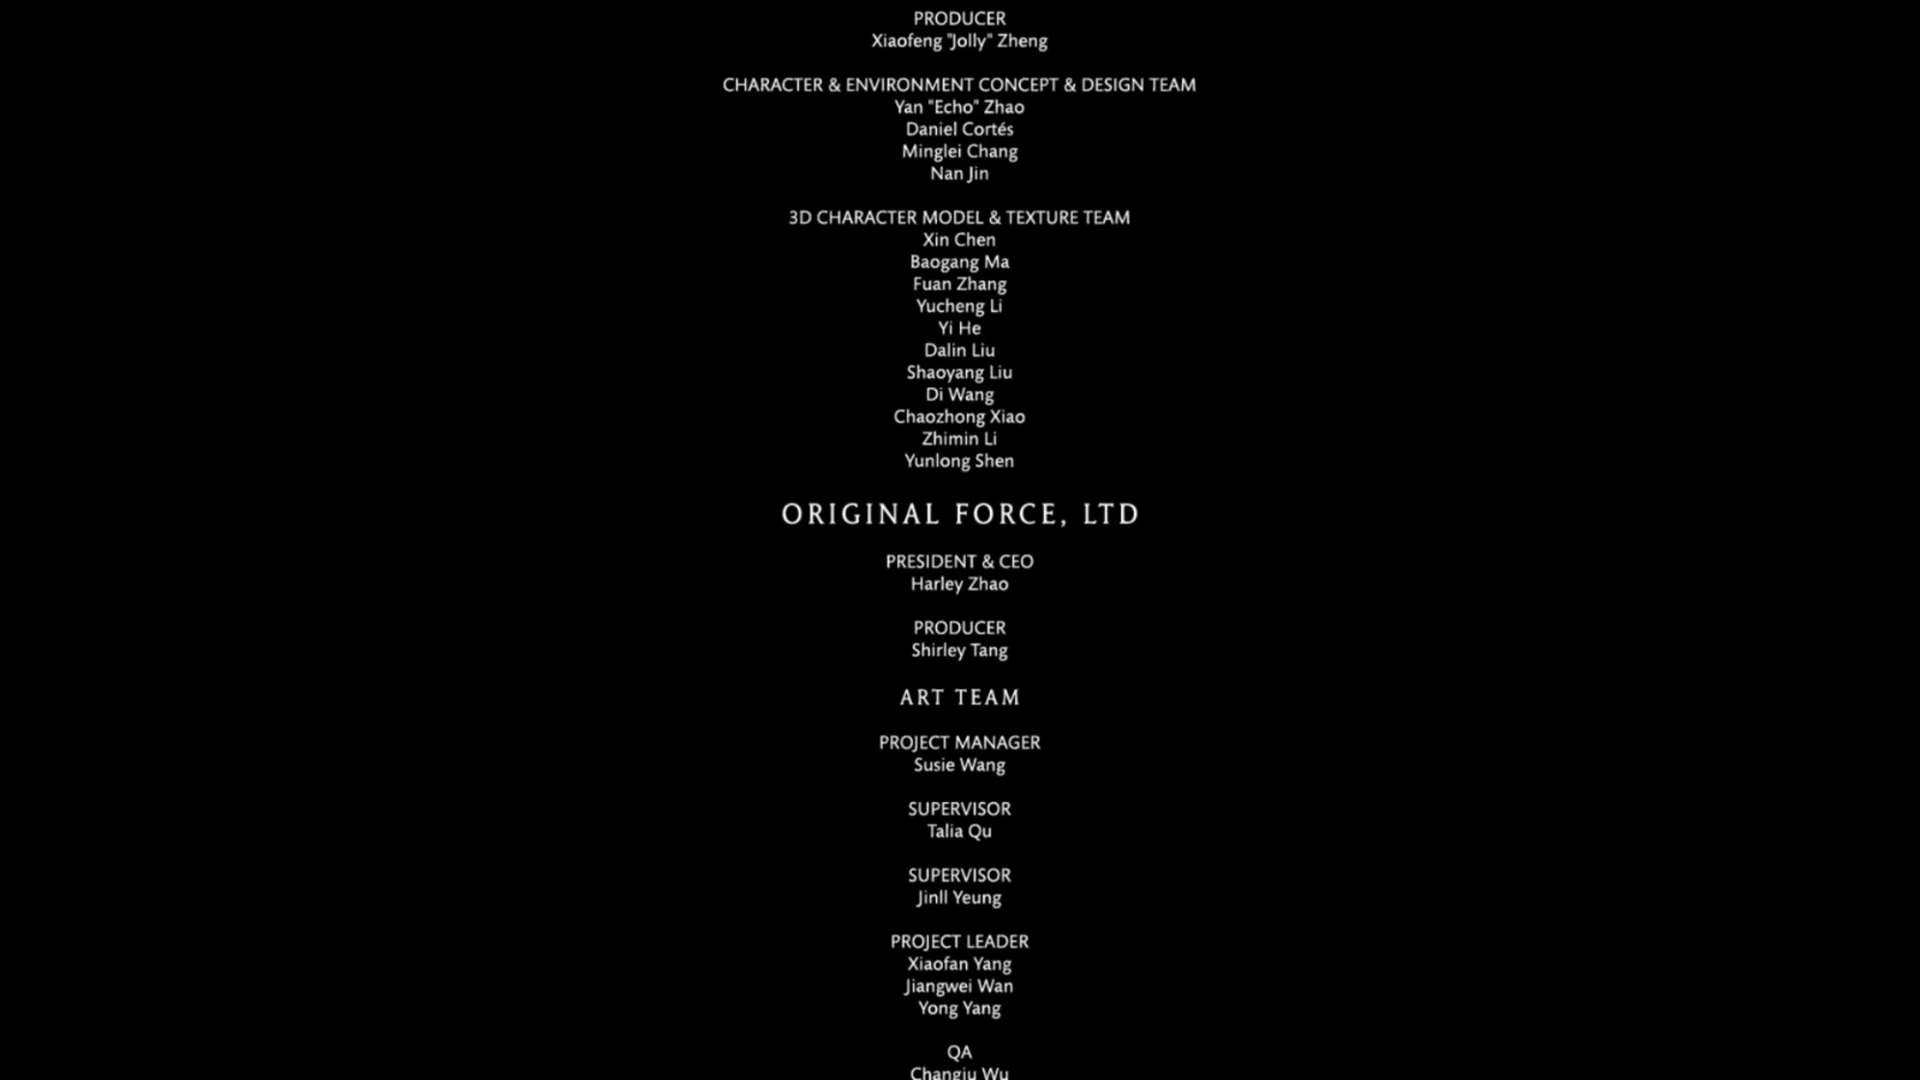 PRODUCER
Xiaofeng "Jolly" Zheng
CHARACTER & ENVIRONMENT CONCEPT & DESIGN TEAM
Yan "Echo" Zhao
Daniel Cortés
Minglei Chang
Nan Jin
3D CHARACTER MODEL & TEXTURE TEAM
Xin Chen
Baogang Ma
Fuan Zhang
Yucheng Li
Yi He
Dalin Liu
Shaoyang Liu
Di Wang
Chaozhong Xiao
Zhimin Li
Yunlong Shen
ORIGINAL FORCE, LTD
PRESIDENT & CEO
Harley Zhao
PRODUCER
Shirley Tang
ART TEAM
PROJECT MANAGER
Susie Wang
SUPERVISOR
Talia Qu
SUPERVISOR
Jinll Yeung
PROJECT LEADER
Xiaofan Yang
Jiangwei Wan
Yong Yang
QA
Changju Wu